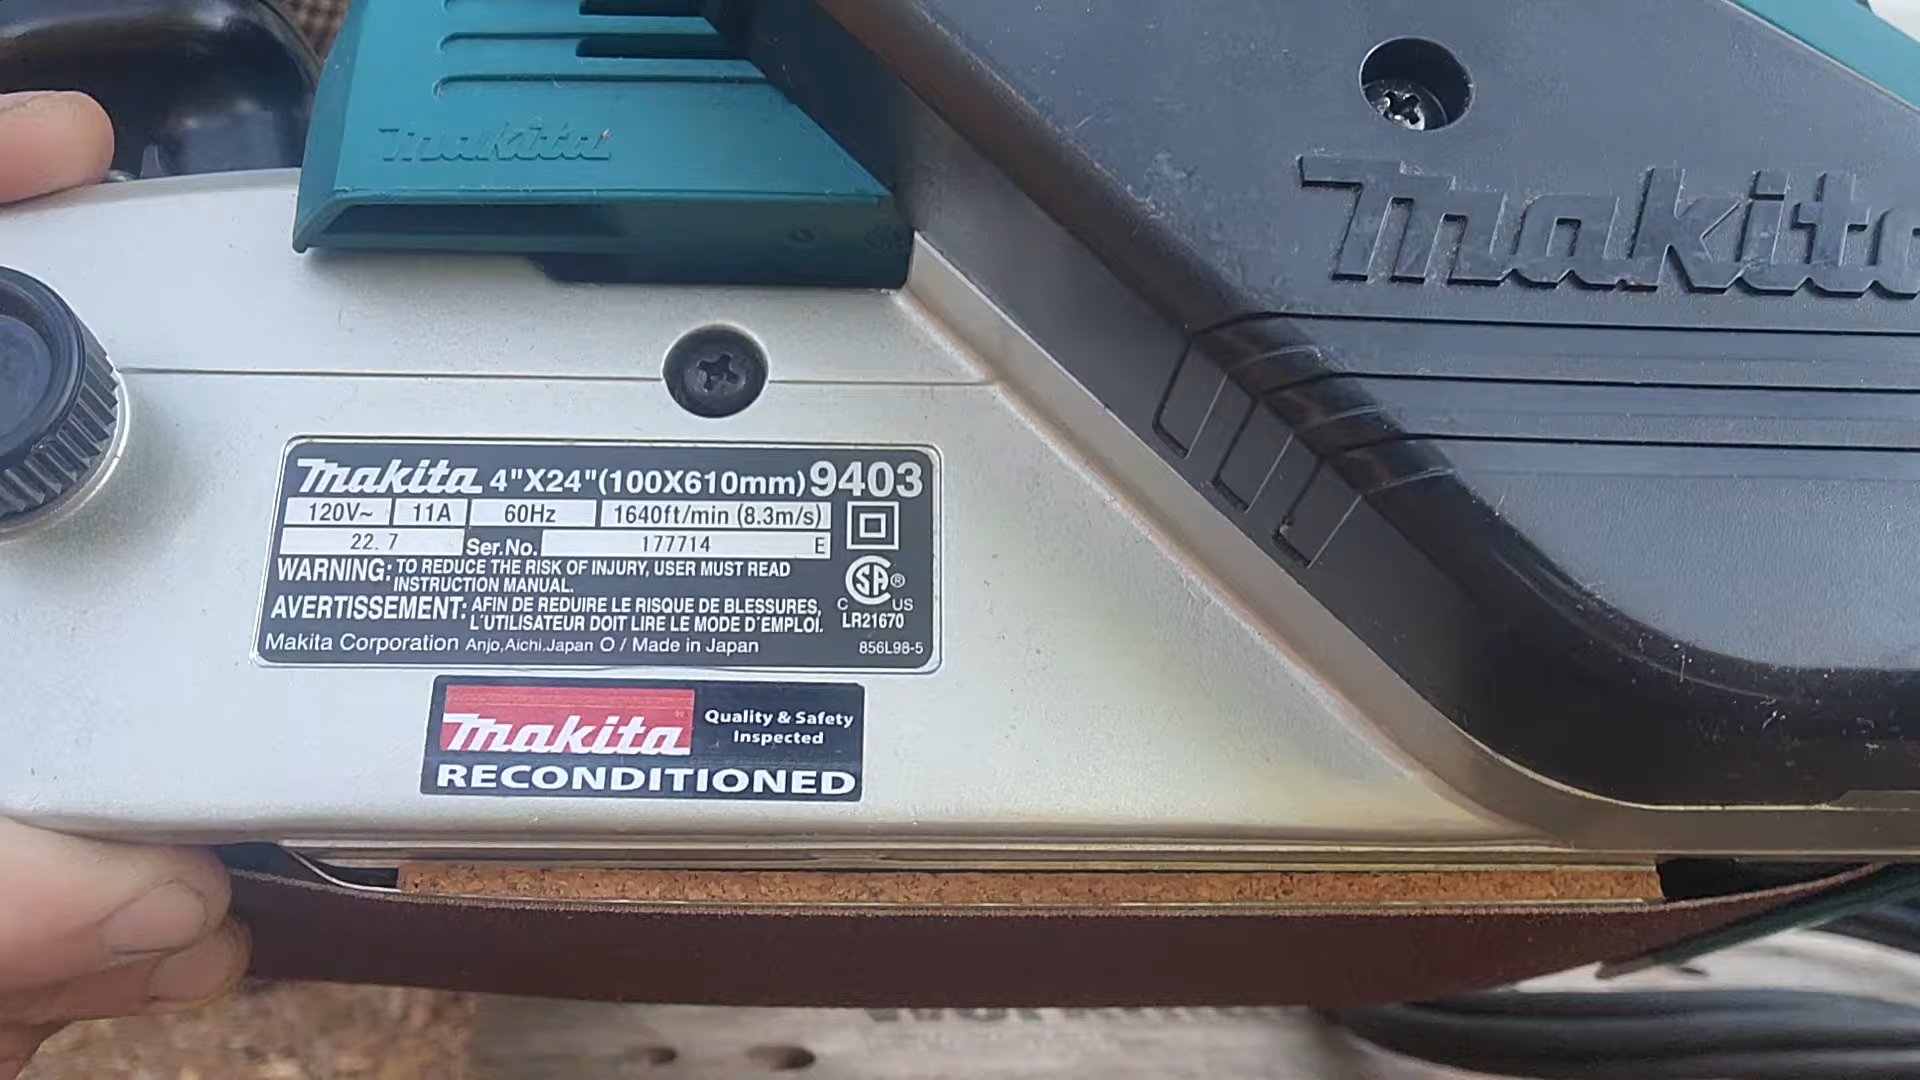 Makita
Makita
Makita 4"X24"(100X610mm) 9403
120V~ 11A 60Hz 1640ft/min (8.3m/s)
22. 7 Ser.No. 177714 E
WARNING: TO REDUCE THE RISK OF INJURY, USER MUST READ
INSTRUCTION MANUAL.
AVERTISSEMENT: AFIN DE REDUIRE LE RISQUE DE BLESSURES,
L'UTILISATEUR DOIT LIRE LE MODE D'EMPLOI.
CSA®
C US
LR21670
Makita Corporation Anjo,Aichi.Japan O / Made in Japan 856L98-5
Makita® Quality & Safety
Inspected
RECONDITIONED